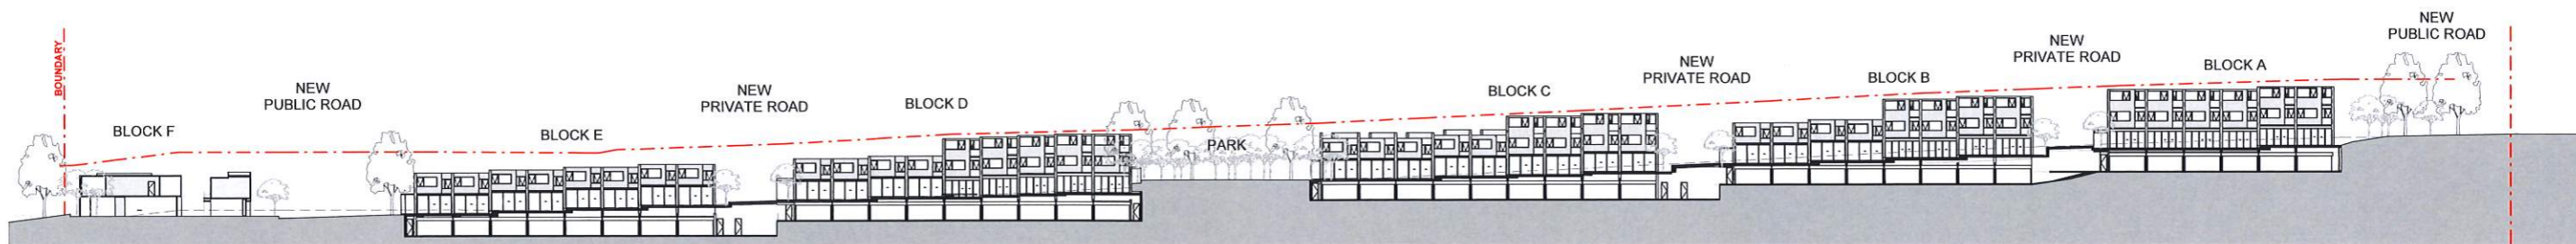 BOUNDARY
BLOCK F
NEW
PUBLIC ROAD
BLOCK E
NEW
PRIVATE ROAD
BLOCK D
PARK
BLOCK C
NEW
PRIVATE ROAD
BLOCK B
NEW
PRIVATE ROAD
BLOCK A
NEW
PUBLIC ROAD